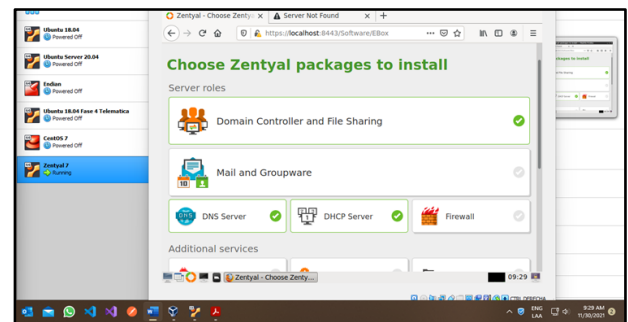 Zentyal - Choose Zentya
Server Not Found
Ubuntu 18.04
Powered Off
Ubuntu Server 20.04
Powered Off
Endian
Powered Off
Ubuntu 18.04 Fase 4 Telematica
Powered Off
CentOS 7
Powered Off
Zentyal 7
Running
https://localhost:8443/Software/EBox
Choose Zentyal packages to install
Server roles
Domain Controller and File Sharing
Mail and Groupware
DNS Server
DHCP Server
Firewall
Additional services
Zentyal - Choose Zenty...
09:29
CTRL DERECHA
ENG
LAA
9:29 AM
11/30/2021